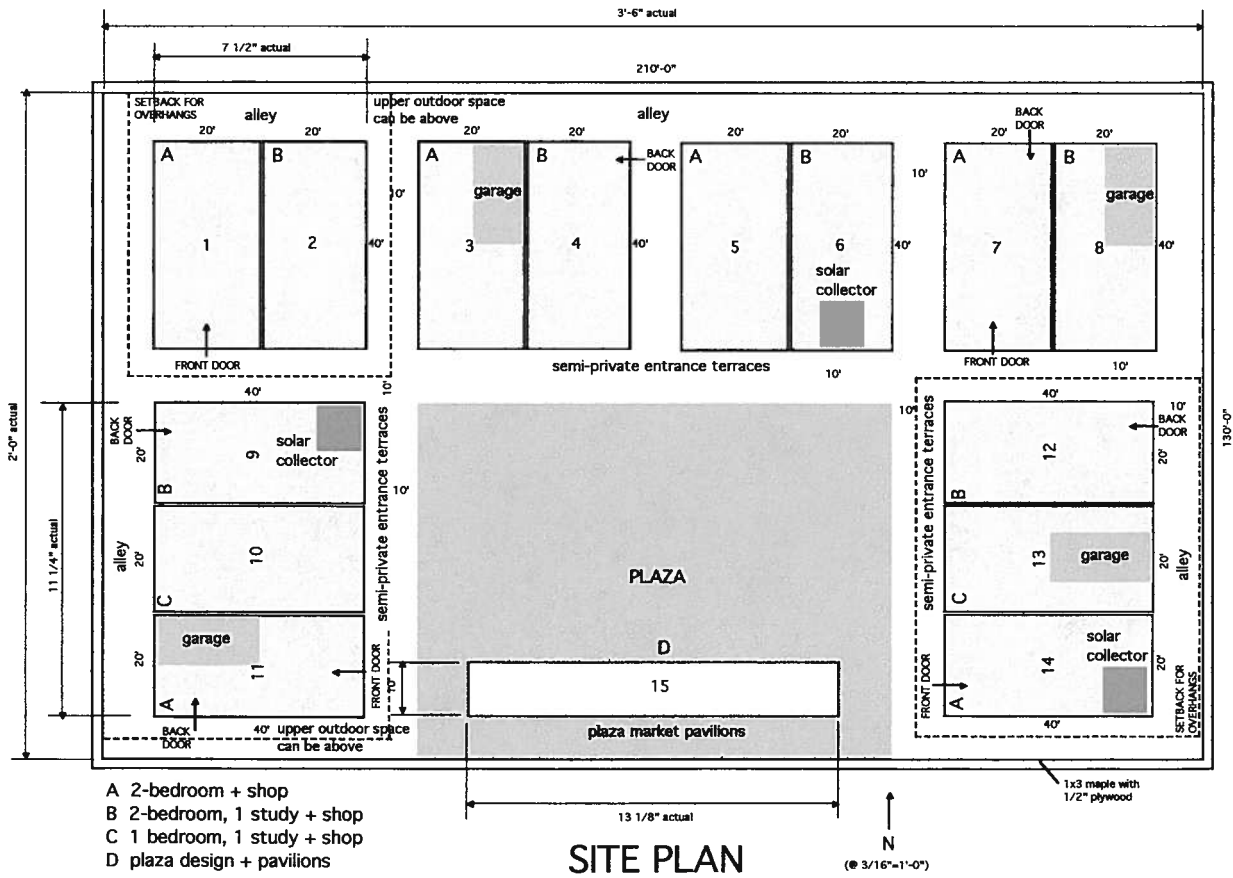 3'-6" actual
7 1/2" actual
210'-0"
SETBACK FOR
OVERHANGS
alley
upper outdoor space
can be above
alley
BACK
DOOR
20'
20'
20'
20'
20'
20'
20'
20'
A
B
A
B
A
B
A
B
garage
BACK
DOOR
garage
10'
10'
1
2
3
4
5
6
7
8
40'
40'
40'
40'
solar
collector
FRONT DOOR
FRONT DOOR
semi-private entrance terraces
10'
10'
2'-0" actual
130'-0"
11 1/4" actual
40'
10'
BACK
DOOR
20'
9
solar
collector
B
semi-private entrance terraces
10'
alley
20'
10
C
garage
20'
11
A
FRONT DOOR
BACK
DOOR
40'
upper outdoor space
can be above
10'
PLAZA
D
10'
15
plaza market pavilions
13 1/8" actual
40'
10'
BACK
DOOR
semi-private entrance terraces
12
20'
B
13
garage
20'
alley
C
solar
collector
14
20'
FRONT DOOR
A
40'
SETBACK FOR
OVERHANGS
1x3 maple with
1/2" plywood
A 2-bedroom + shop
B 2-bedroom, 1 study + shop
C 1 bedroom, 1 study + shop
D plaza design + pavilions
SITE PLAN
N
(@ 3/16"=1'-0")